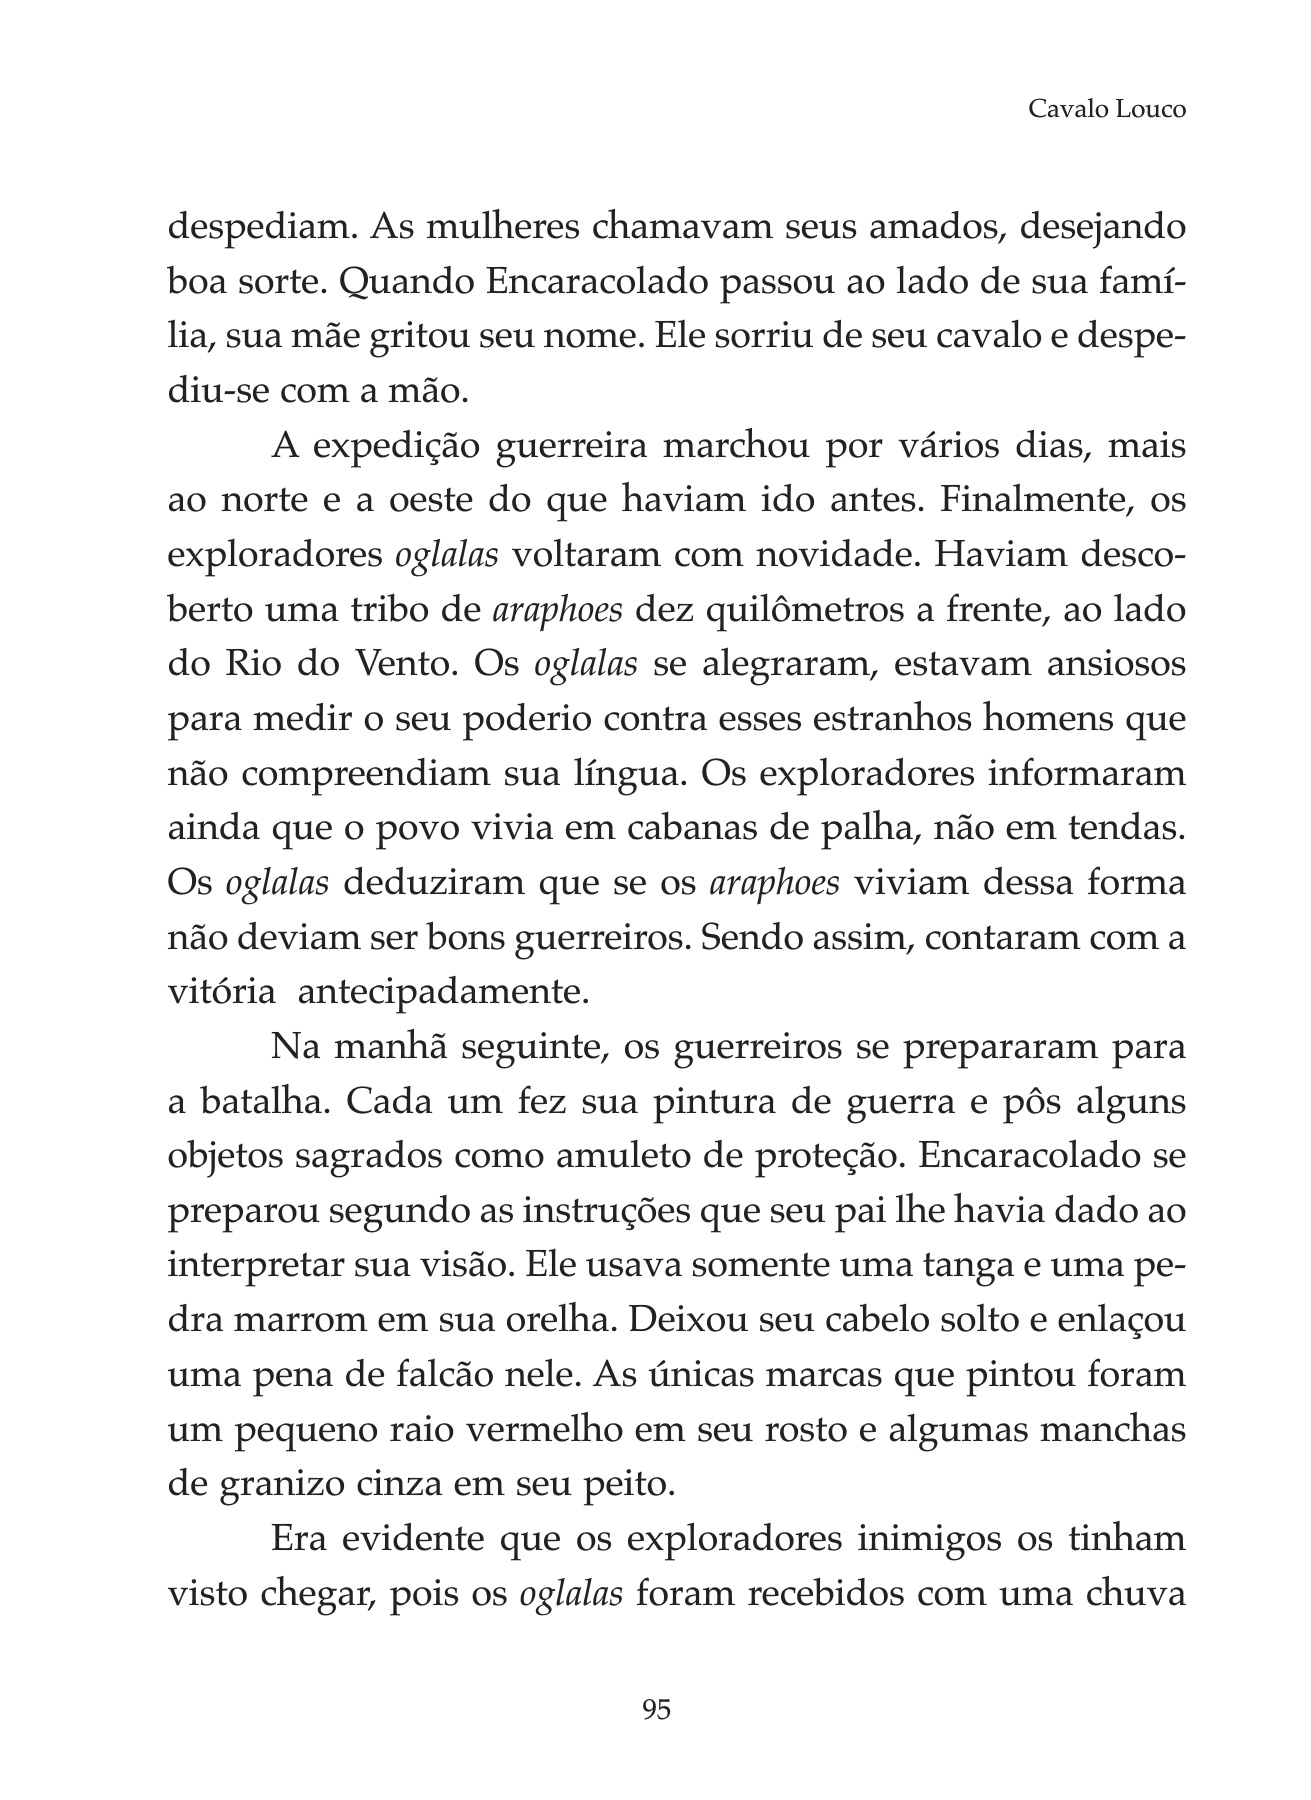 Cavalo Louco
despediam. As mulheres chamavam seus amados, desejando
boa sorte. Quando Encaracolado passou ao lado de sua famí-
lia, sua mãe gritou seu nome. Ele sorriu de seu cavalo e despe-
diu-se com a mão.
A expedição guerreira marchou por vários dias, mais
ao norte e a oeste do que haviam ido antes. Finalmente, os
exploradores oglalas voltaram com novidade. Haviam desco-
berto uma tribo de araphoes dez quilômetros a frente, ao lado
do Rio do Vento. Os oglalas se alegraram, estavam ansiosos
para medir o seu poderio contra esses estranhos homens que
não compreendiam sua língua. Os exploradores informaram
ainda que o povo vivia em cabanas de palha, não em tendas.
Os oglalas deduziram que se os araphoes viviam dessa forma
não deviam ser bons guerreiros. Sendo assim, contaram com a
vitória antecipadamente.
Na manhã seguinte, os guerreiros se prepararam para
a batalha. Cada um fez sua pintura de guerra e pôs alguns
objetos sagrados como amuleto de proteção. Encaracolado se
preparou segundo as instruções que seu pai lhe havia dado ao
interpretar sua visão. Ele usava somente uma tanga e uma pe-
dra marrom em sua orelha. Deixou seu cabelo solto e enlaçou
uma pena de falcão nele. As únicas marcas que pintou foram
um pequeno raio vermelho em seu rosto e algumas manchas
de granizo cinza em seu peito.
Era evidente que os exploradores inimigos os tinham
visto chegar, pois os oglalas foram recebidos com uma chuva
95